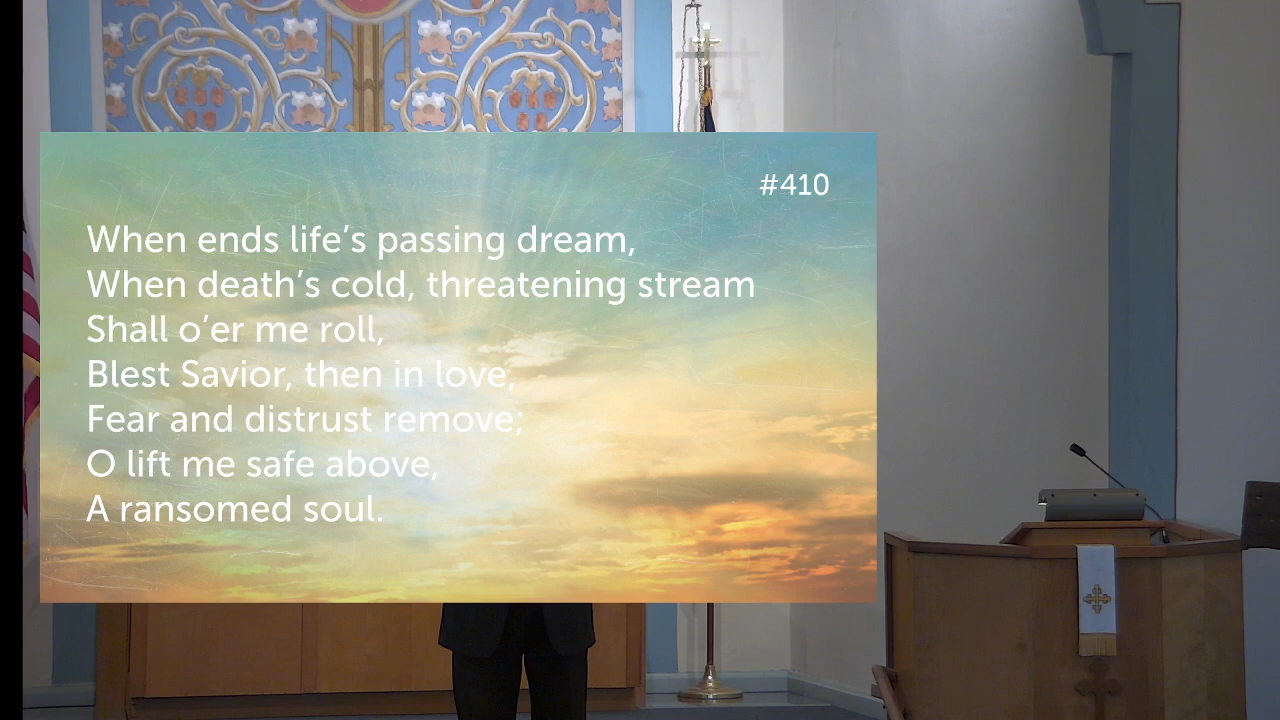 #410
When ends life’s passing dream,
When death’s cold, threatening stream
Shall o’er me roll,
Blest Savior, then in love,
Fear and distrust remove;
O lift me safe above,
A ransomed soul.